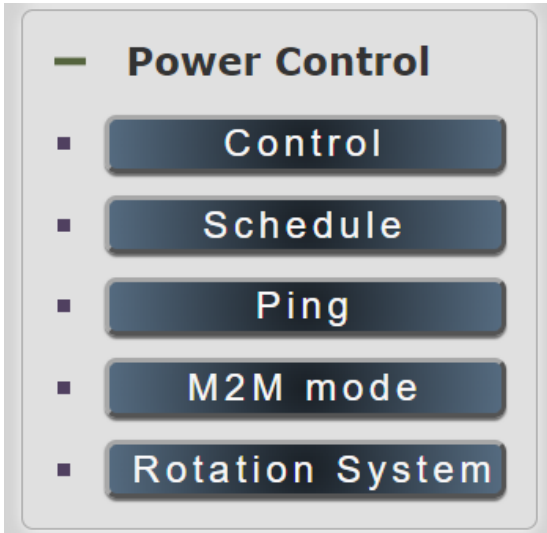 Power Control
Control
Schedule
Ping
M2M mode
Rotation System